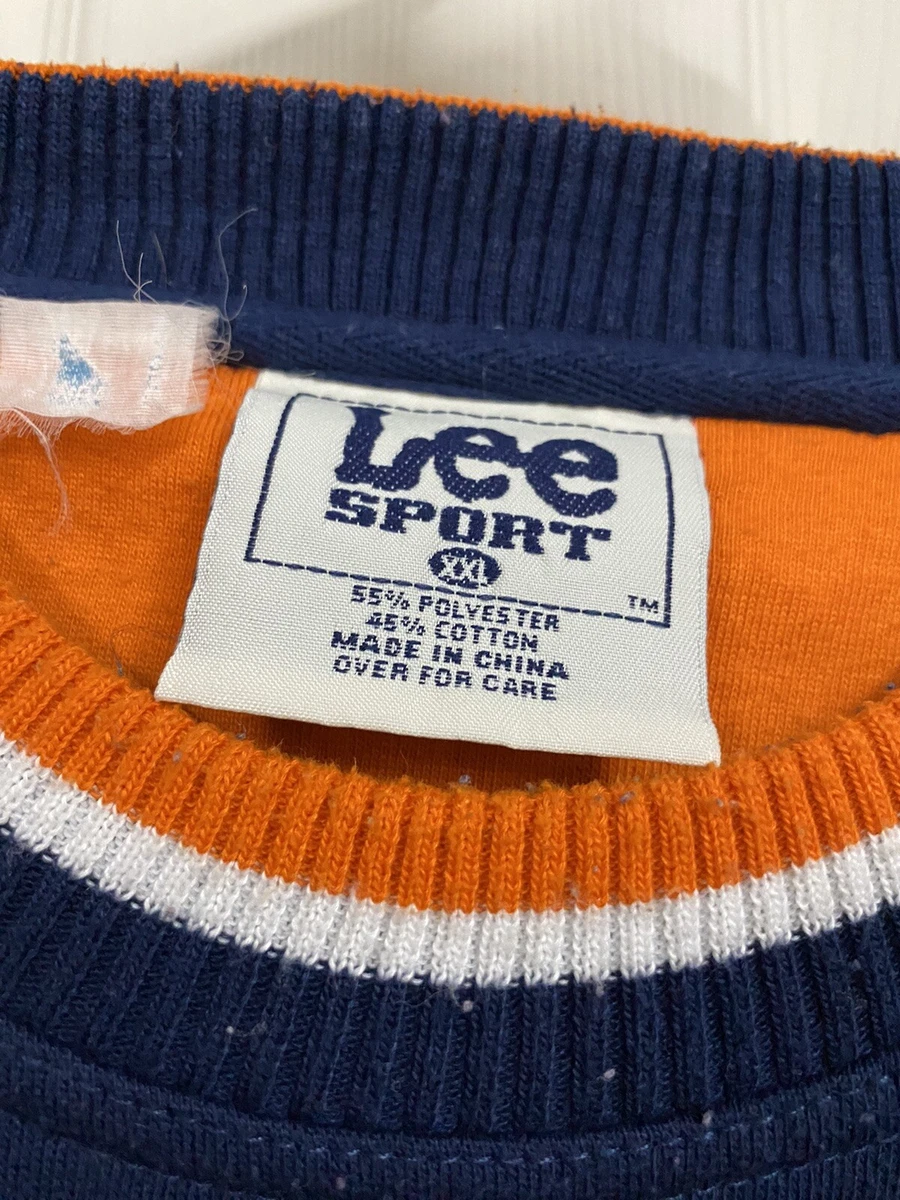 Lee
SPORT
XXL
TM
55% POLYESTER
45% COTTON
MADE IN CHINA
OVER FOR CARE